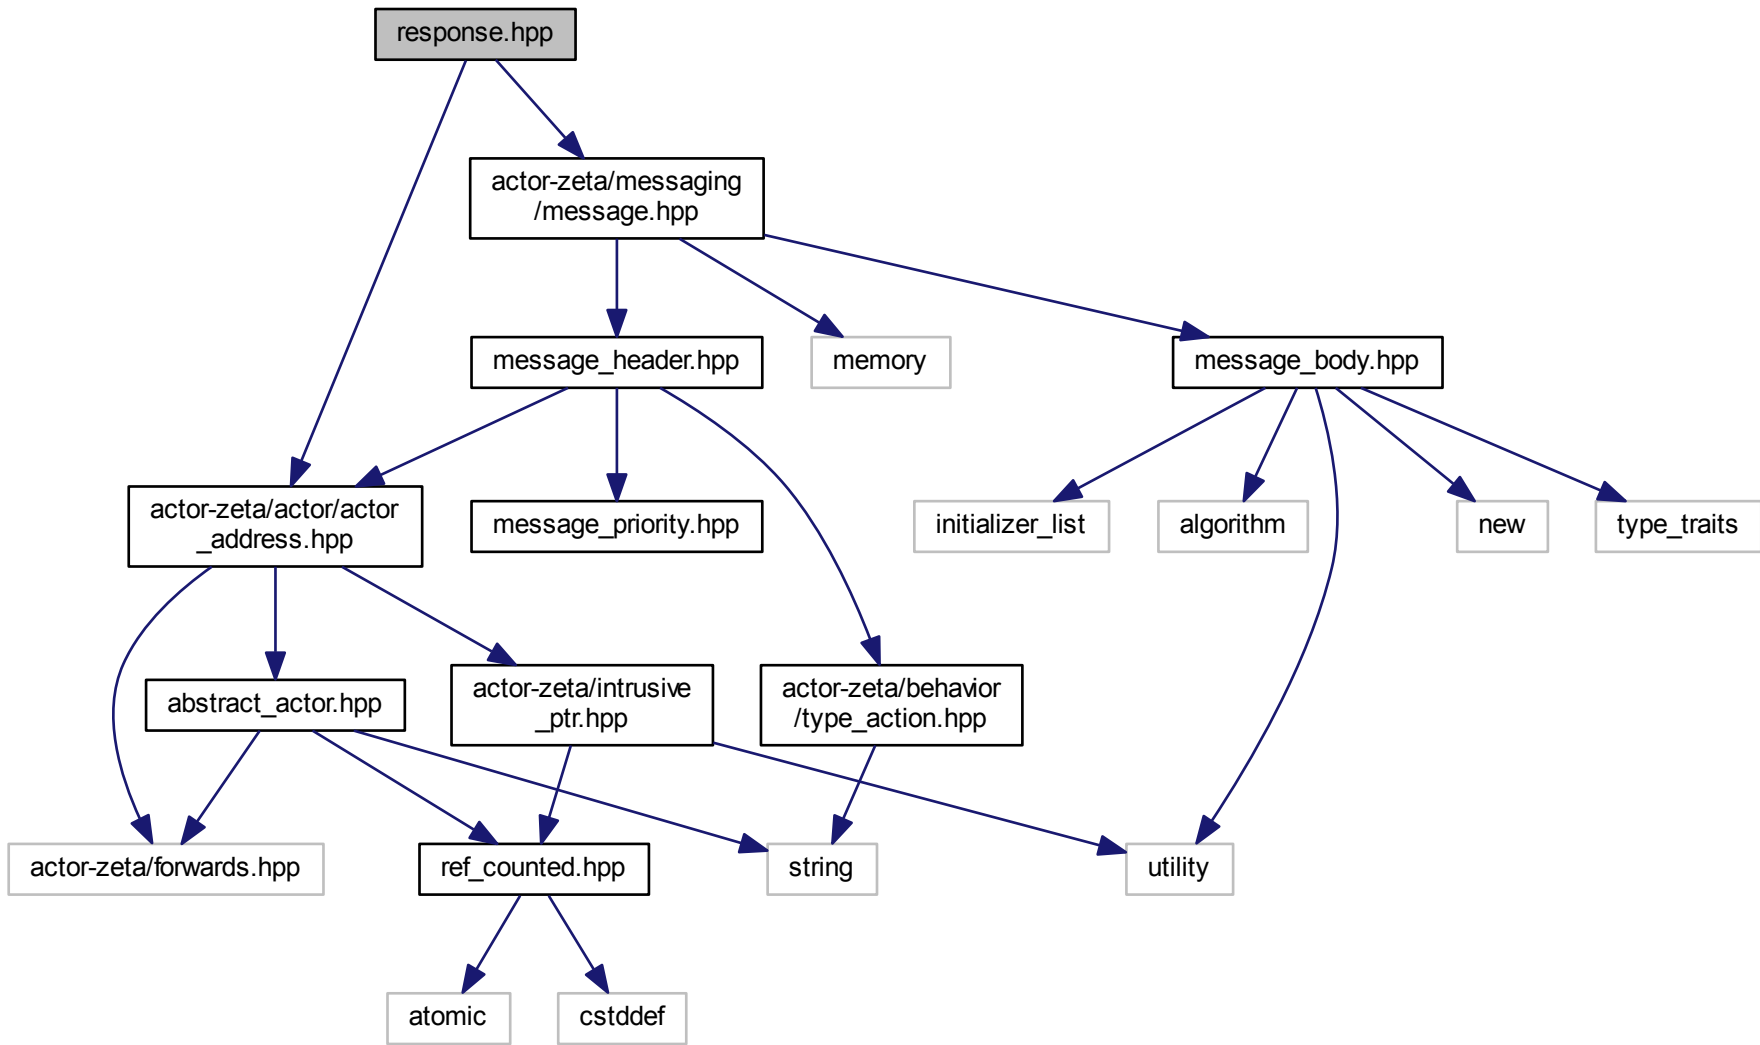 response.hpp
actor-zeta/messaging
/message.hpp
message_header.hpp
memory
message_body.hpp
actor-zeta/actor/actor
_address.hpp
message_priority.hpp
initializer_list
algorithm
new
type_traits
abstract_actor.hpp
actor-zeta/intrusive
_ptr.hpp
actor-zeta/behavior
/type_action.hpp
actor-zeta/forwards.hpp
ref_counted.hpp
string
utility
atomic
cstddef